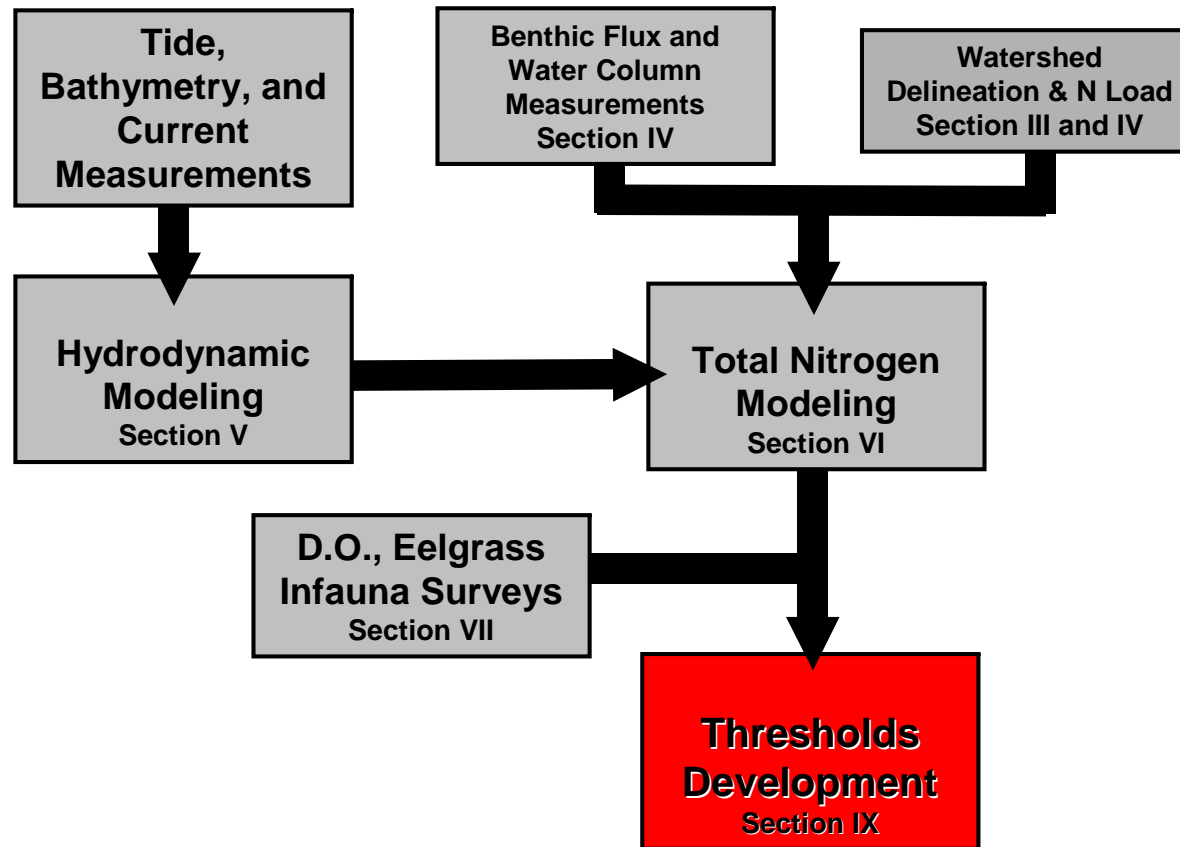 Tide,
Bathymetry, and
Current
Measurements
Benthic Flux and
Water Column
Measurements
Section IV
Watershed
Delineation & N Load
Section III and IV
Hydrodynamic
Modeling
Section V
Total Nitrogen
Modeling
Section VI
D.O., Eelgrass
Infauna Surveys
Section VII
Thresholds
Development
Section IX